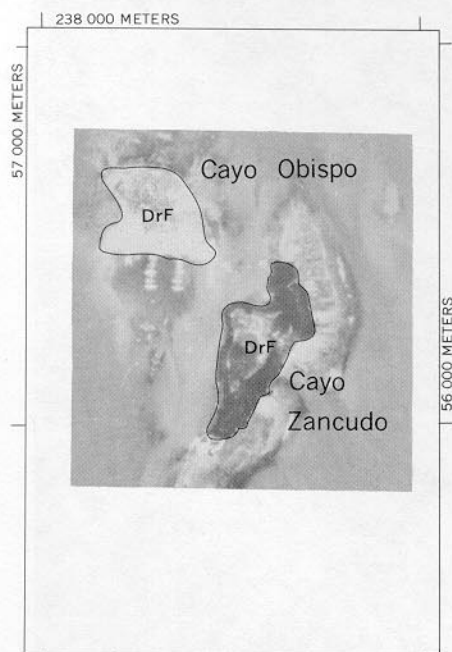 238 000 METERS
57 000 METERS
Cayo Obispo
DrF
56 000 METERS
DrF
Cayo
Zancudo